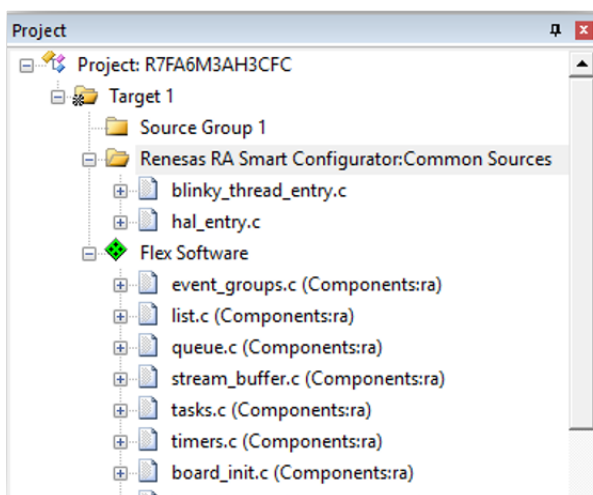 Project
Project: R7FA6M3AH3CFC
Target 1
Source Group 1
Renesas RA Smart Configurator:Common Sources
blinky_thread_entry.c
hal_entry.c
Flex Software
event_groups.c (Components:ra)
list.c (Components:ra)
queue.c (Components:ra)
stream_buffer.c (Components:ra)
tasks.c (Components:ra)
timers.c (Components:ra)
board_init.c (Components:ra)